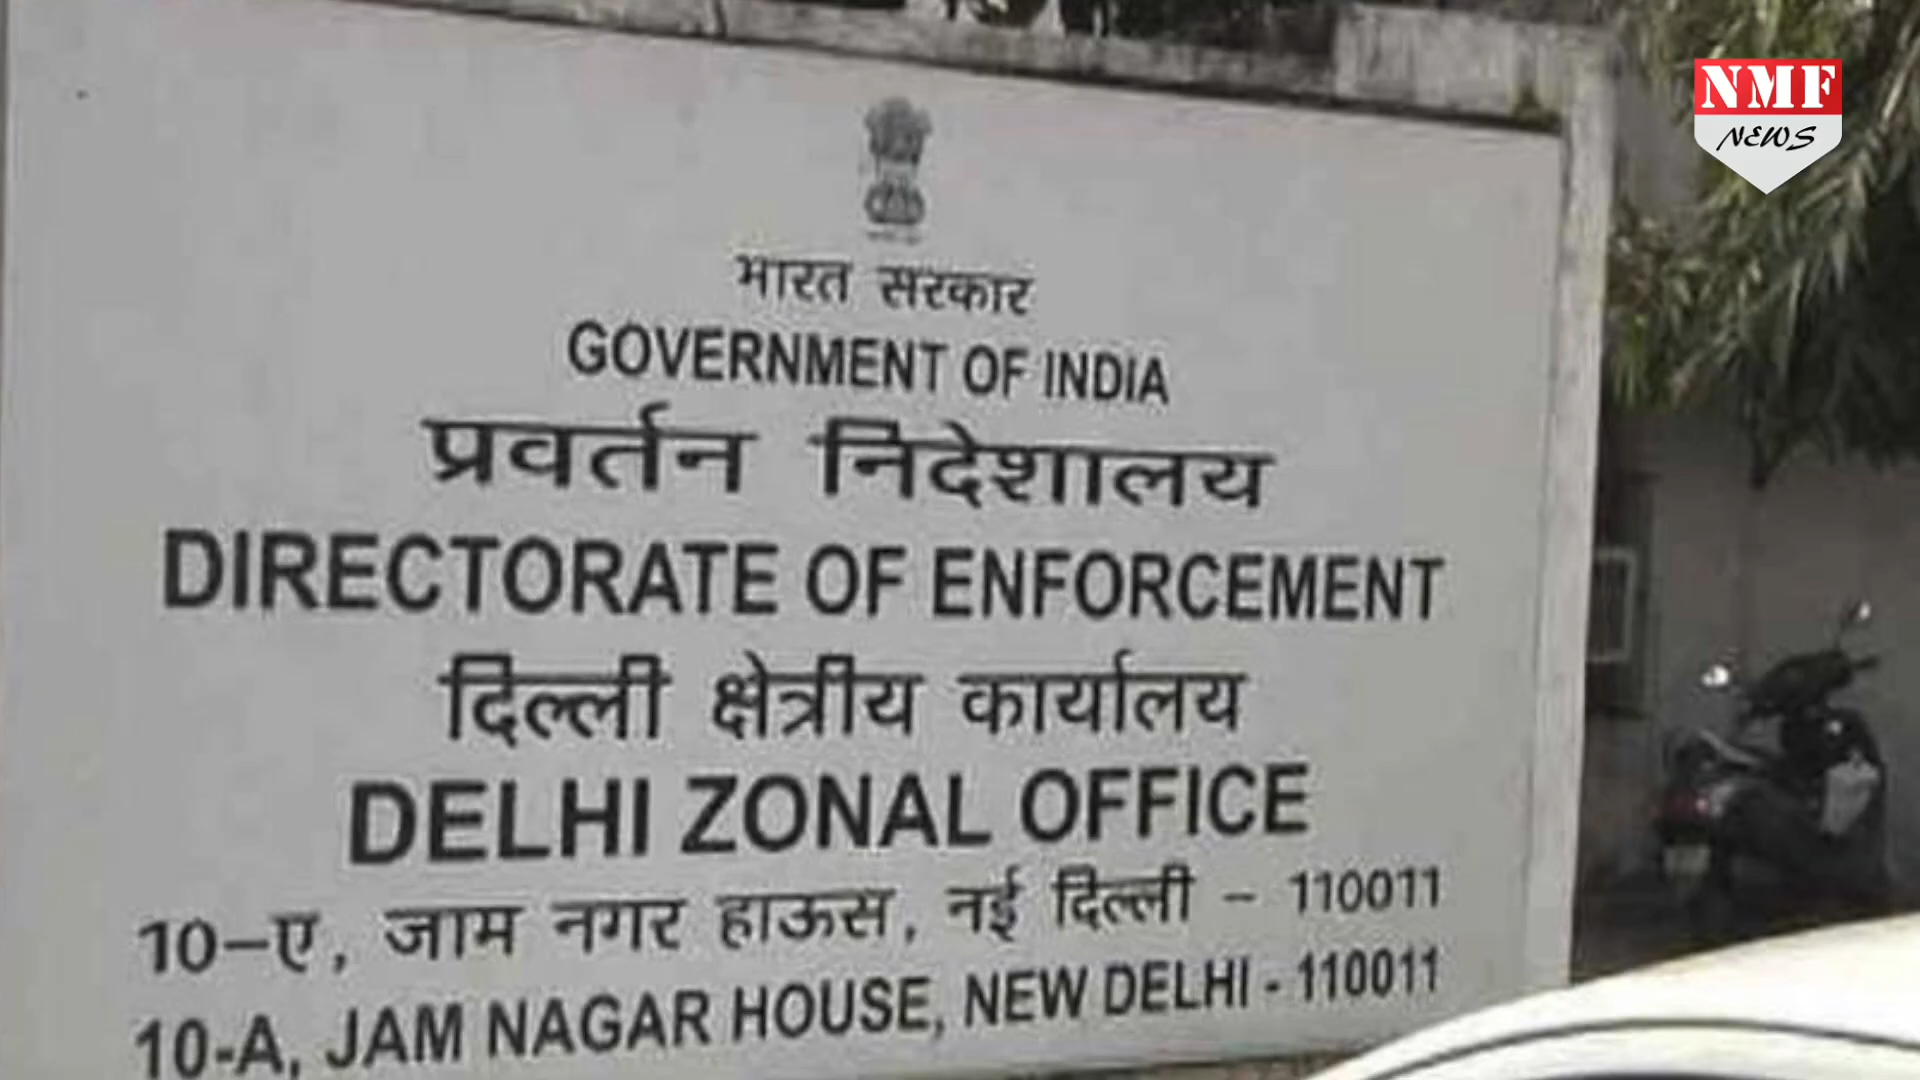 NMF
NEWS
भारत सरकार
GOVERNMENT OF INDIA
प्रवर्तन निदेशालय
DIRECTORATE OF ENFORCEMENT
दिल्ली क्षेत्रीय कार्यालय
DELHI ZONAL OFFICE
10-ए, जाम नगर हाऊस, नई दिल्ली - 110011
10-A, JAM NAGAR HOUSE, NEW DELHI - 110011